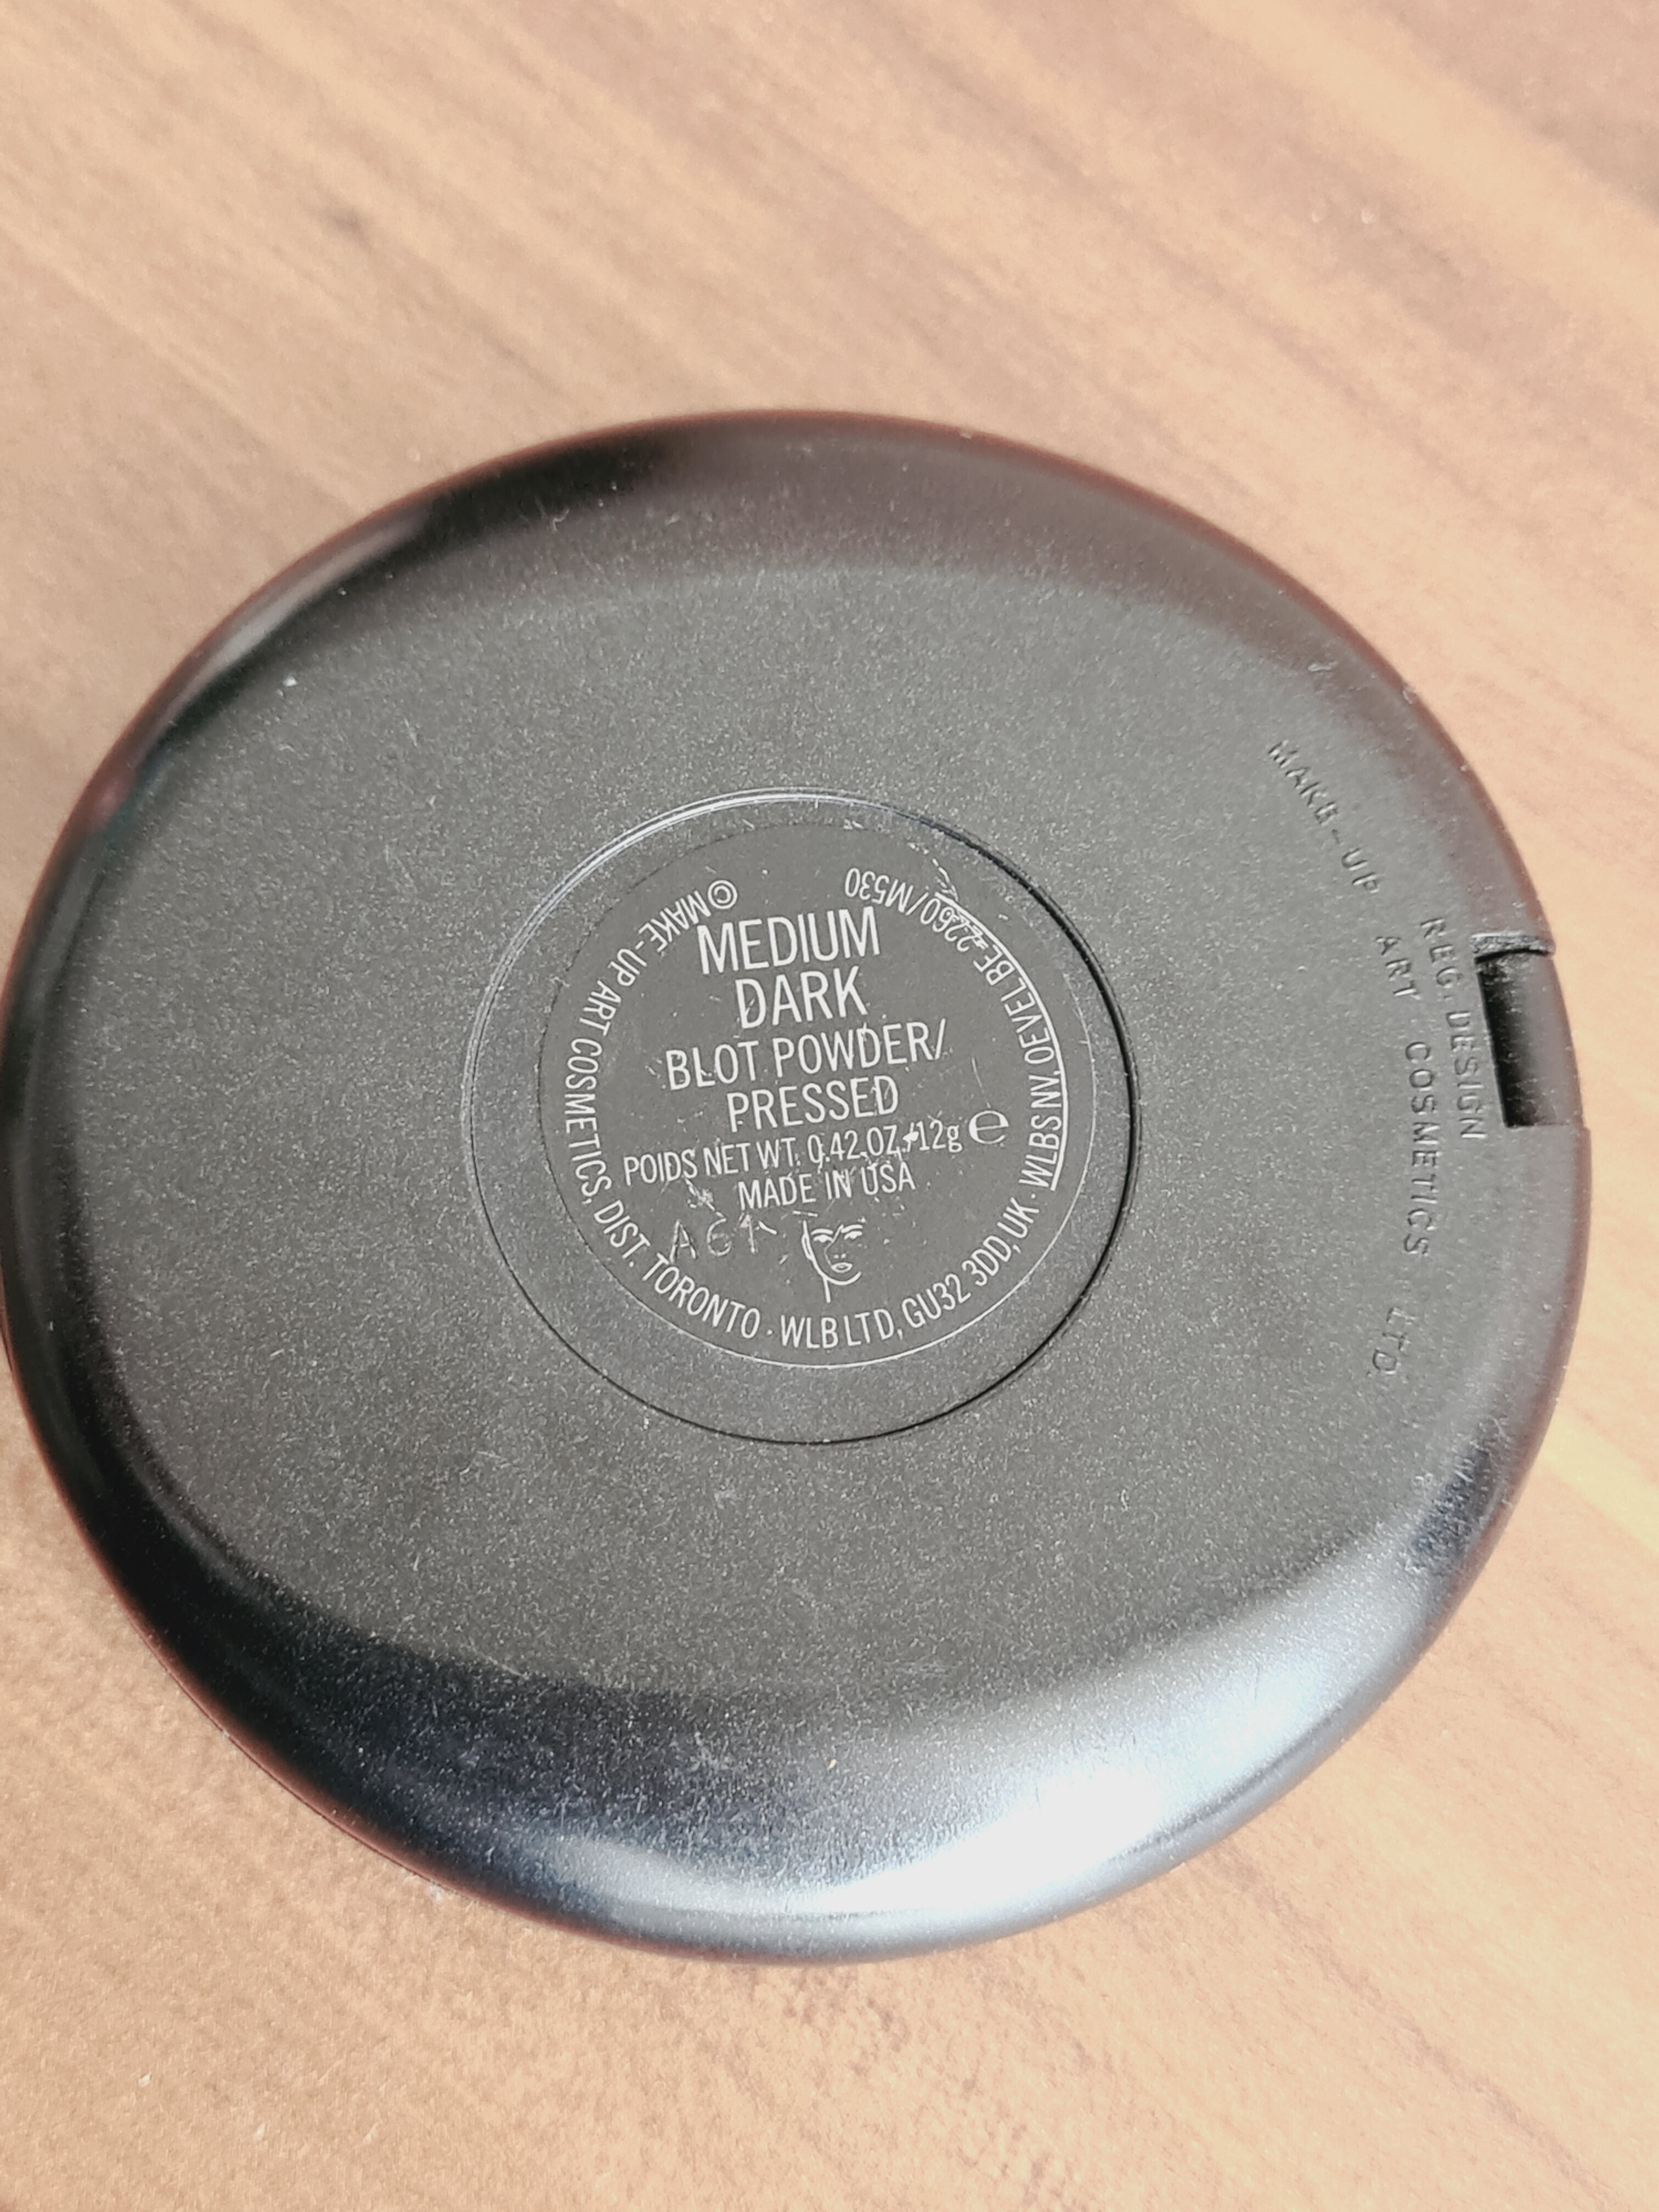 MEDIUM
DARK
BLOT POWDER/
PRESSED
POIDS NET WT. 0.42 OZ./12g ℮
MADE IN USA
A61
© MAKE-UP ART COSMETICS, DIST. TORONTO · WLB LTD, GU32 3DD, UK · WLBSNN, OEVEL BE-2260/M530
REG. DESIGN
MAKE-UP ART COSMETICS LTD.